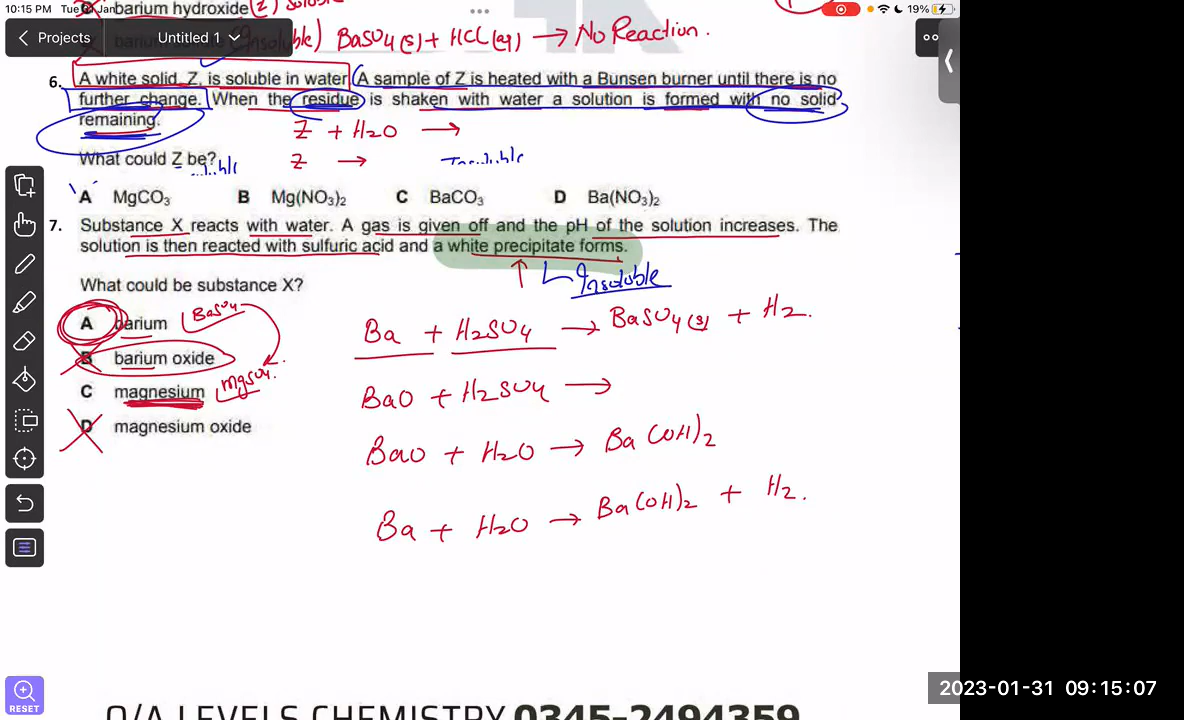 10:15 PM Tue 31 Jan barium hydroxide (2) soluble
•••
19%
Projects
Untitled 1
BaSO4(s) + HCl(aq) → No Reaction.
6. A white solid, Z, is soluble in water. A sample of Z is heated with a Bunsen burner until there is no
further change. When the residue is shaken with water a solution is formed with no solid
remaining.
Z + H2O →
What could Z be?
Z →
Insoluble
A MgCO3 B Mg(NO3)2 C BaCO3 D Ba(NO3)2
7. Substance X reacts with water. A gas is given off and the pH of the solution increases. The
solution is then reacted with sulfuric acid and a white precipitate forms.
Insoluble
What could be substance X?
A barium BaSO4
Ba + H2SO4 → BaSO4(s) + H2.
B barium oxide
MgSO4.
C magnesium
BaO + H2SO4 →
D magnesium oxide
BaO + H2O → Ba(OH)2
Ba + H2O → Ba(OH)2 + H2.
RESET
2023-01-31 09:15:07
O/A LEVELS CHEMISTRY 0345-2494359